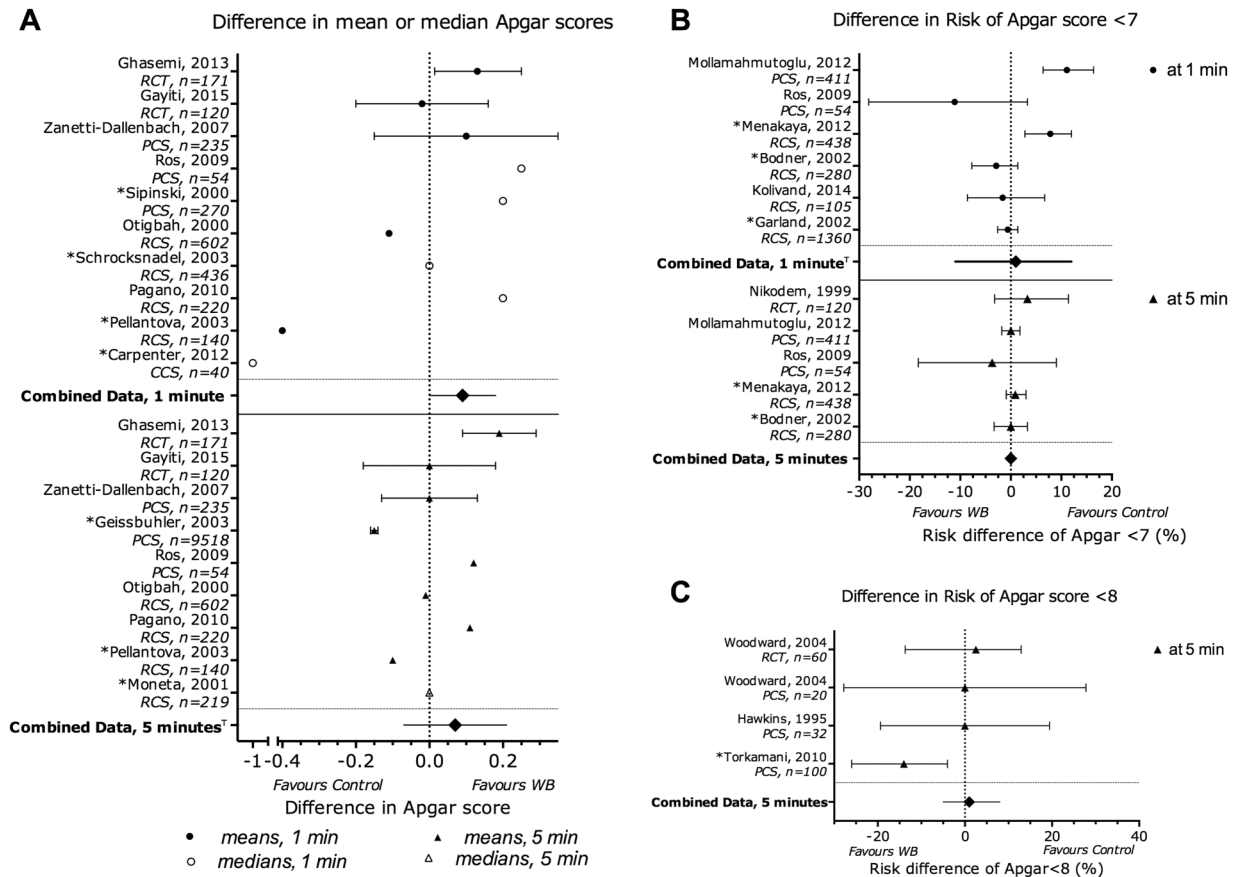 A
Difference in mean or median Apgar scores
Ghasemi, 2013
RCT, n=171
Gayiti, 2015
RCT, n=120
Zanetti-Dallenbach, 2007
PCS, n=235
Ros, 2009
PCS, n=54
*Sipinski, 2000
PCS, n=270
Otigbah, 2000
RCS, n=602
*Schrocksnadel, 2003
RCS, n=436
Pagano, 2010
RCS, n=220
*Pellantova, 2003
RCS, n=140
*Carpenter, 2012
CCS, n=40
Combined Data, 1 minute
Ghasemi, 2013
RCT, n=171
Gayiti, 2015
RCT, n=120
Zanetti-Dallenbach, 2007
PCS, n=235
*Geissbuhler, 2003
PCS, n=9518
Ros, 2009
PCS, n=54
Otigbah, 2000
RCS, n=602
Pagano, 2010
RCS, n=220
*Pellantova, 2003
RCS, n=140
*Moneta, 2001
RCS, n=219
Combined Data, 5 minutesT
-1 -0.4 -0.2 0.0 0.2
Favours Control Favours WB
Difference in Apgar score
means, 1 min means, 5 min
medians, 1 min medians, 5 min
B
Difference in Risk of Apgar score <7
Mollamahmutoglu, 2012
PCS, n=411
at 1 min
Ros, 2009
PCS, n=54
*Menakaya, 2012
RCS, n=438
*Bodner, 2002
RCS, n=280
Kolivand, 2014
RCS, n=105
*Garland, 2002
RCS, n=1360
Combined Data, 1 minuteT
Nikodem, 1999
RCT, n=120
at 5 min
Mollamahmutoglu, 2012
PCS, n=411
Ros, 2009
PCS, n=54
*Menakaya, 2012
RCS, n=438
*Bodner, 2002
RCS, n=280
Combined Data, 5 minutes
-30 -20 -10 0 10 20
Favours WB Favours Control
Risk difference of Apgar <7 (%)
C
Difference in Risk of Apgar score <8
Woodward, 2004
RCT, n=60
at 5 min
Woodward, 2004
PCS, n=20
Hawkins, 1995
PCS, n=32
*Torkamani, 2010
PCS, n=100
Combined Data, 5 minutes
-20 0 20 40
Favours WB Favours Control
Risk difference of Apgar<8 (%)